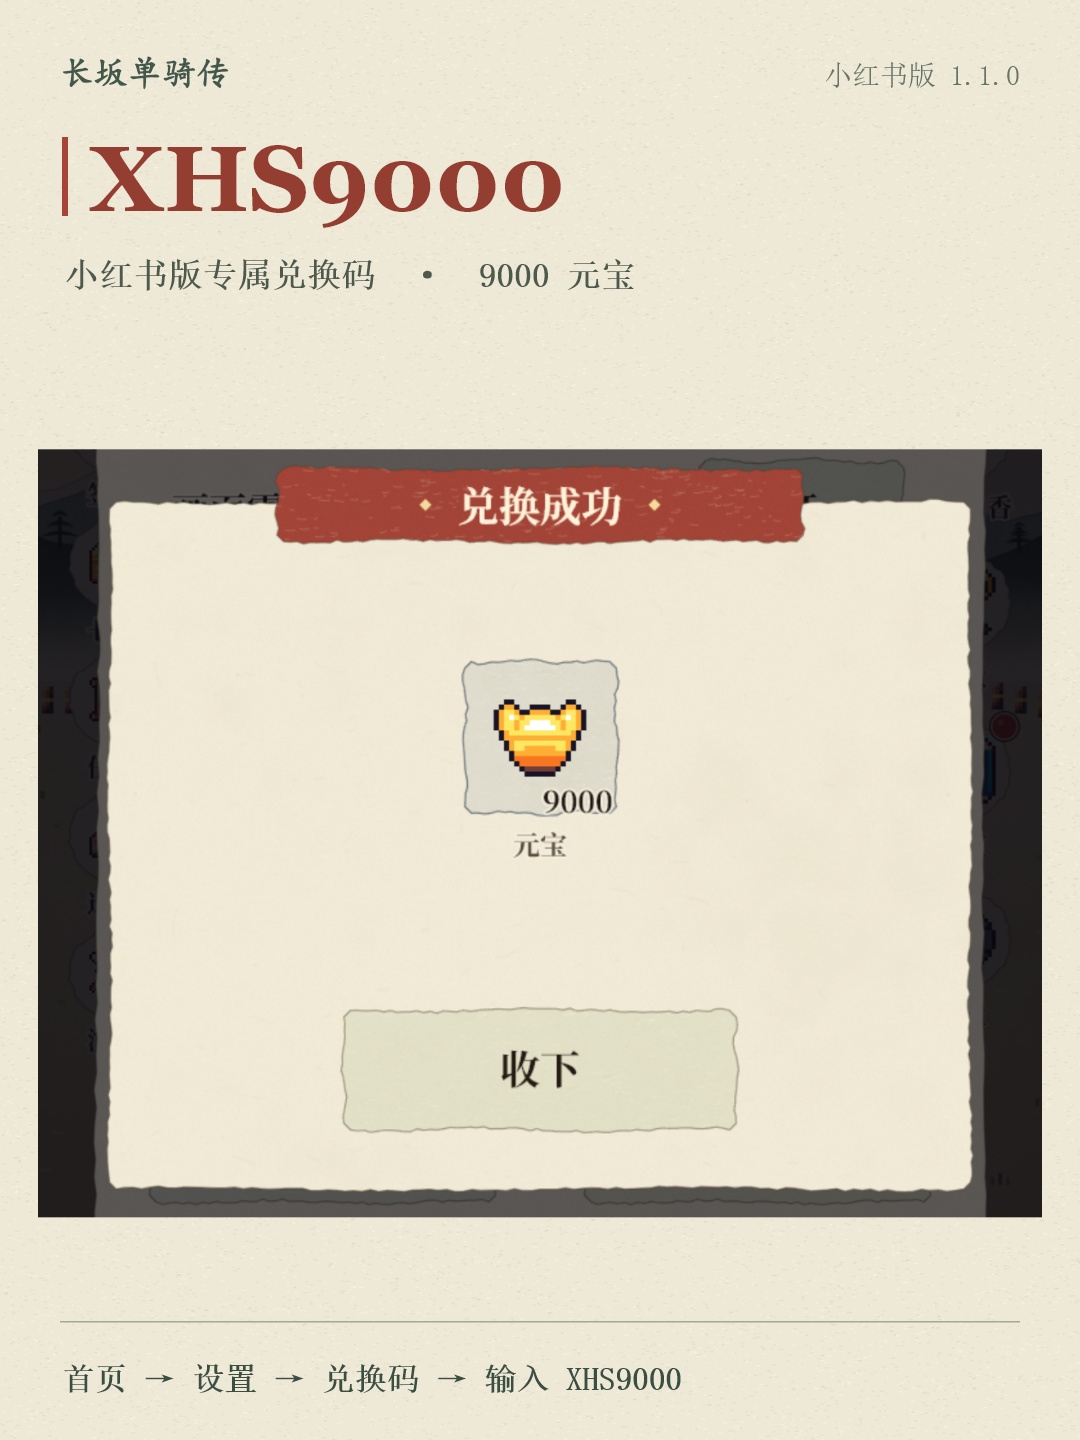 长坂单骑传
小红书版 1.1.0
XHS9000
小红书版专属兑换码 • 9000 元宝
兑换成功
香
9000
元宝
收下
首页 → 设置 → 兑换码 → 输入 XHS9000